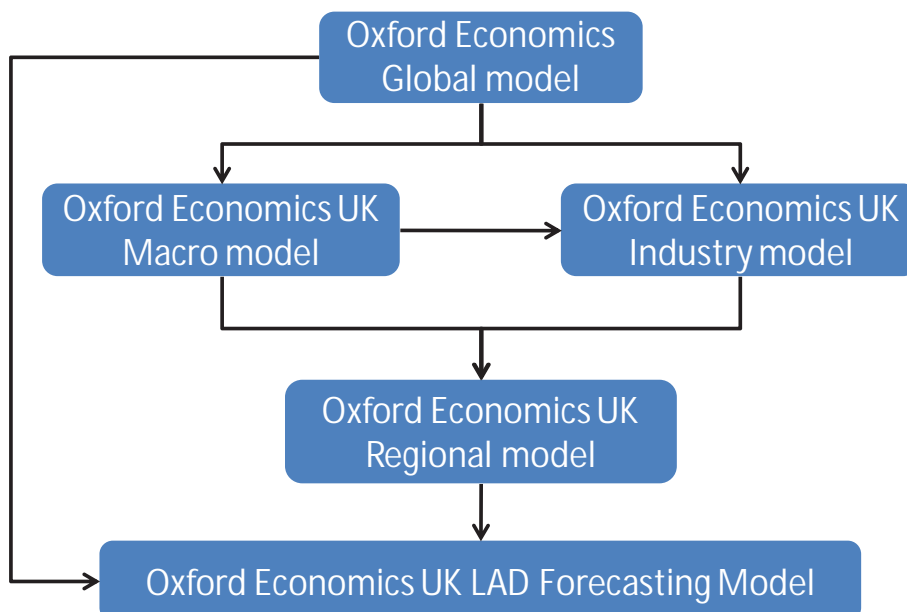 Oxford Economics
Global model
Oxford Economics UK
Macro model
Oxford Economics UK
Industry model
Oxford Economics UK
Regional model
Oxford Economics UK LAD Forecasting Model